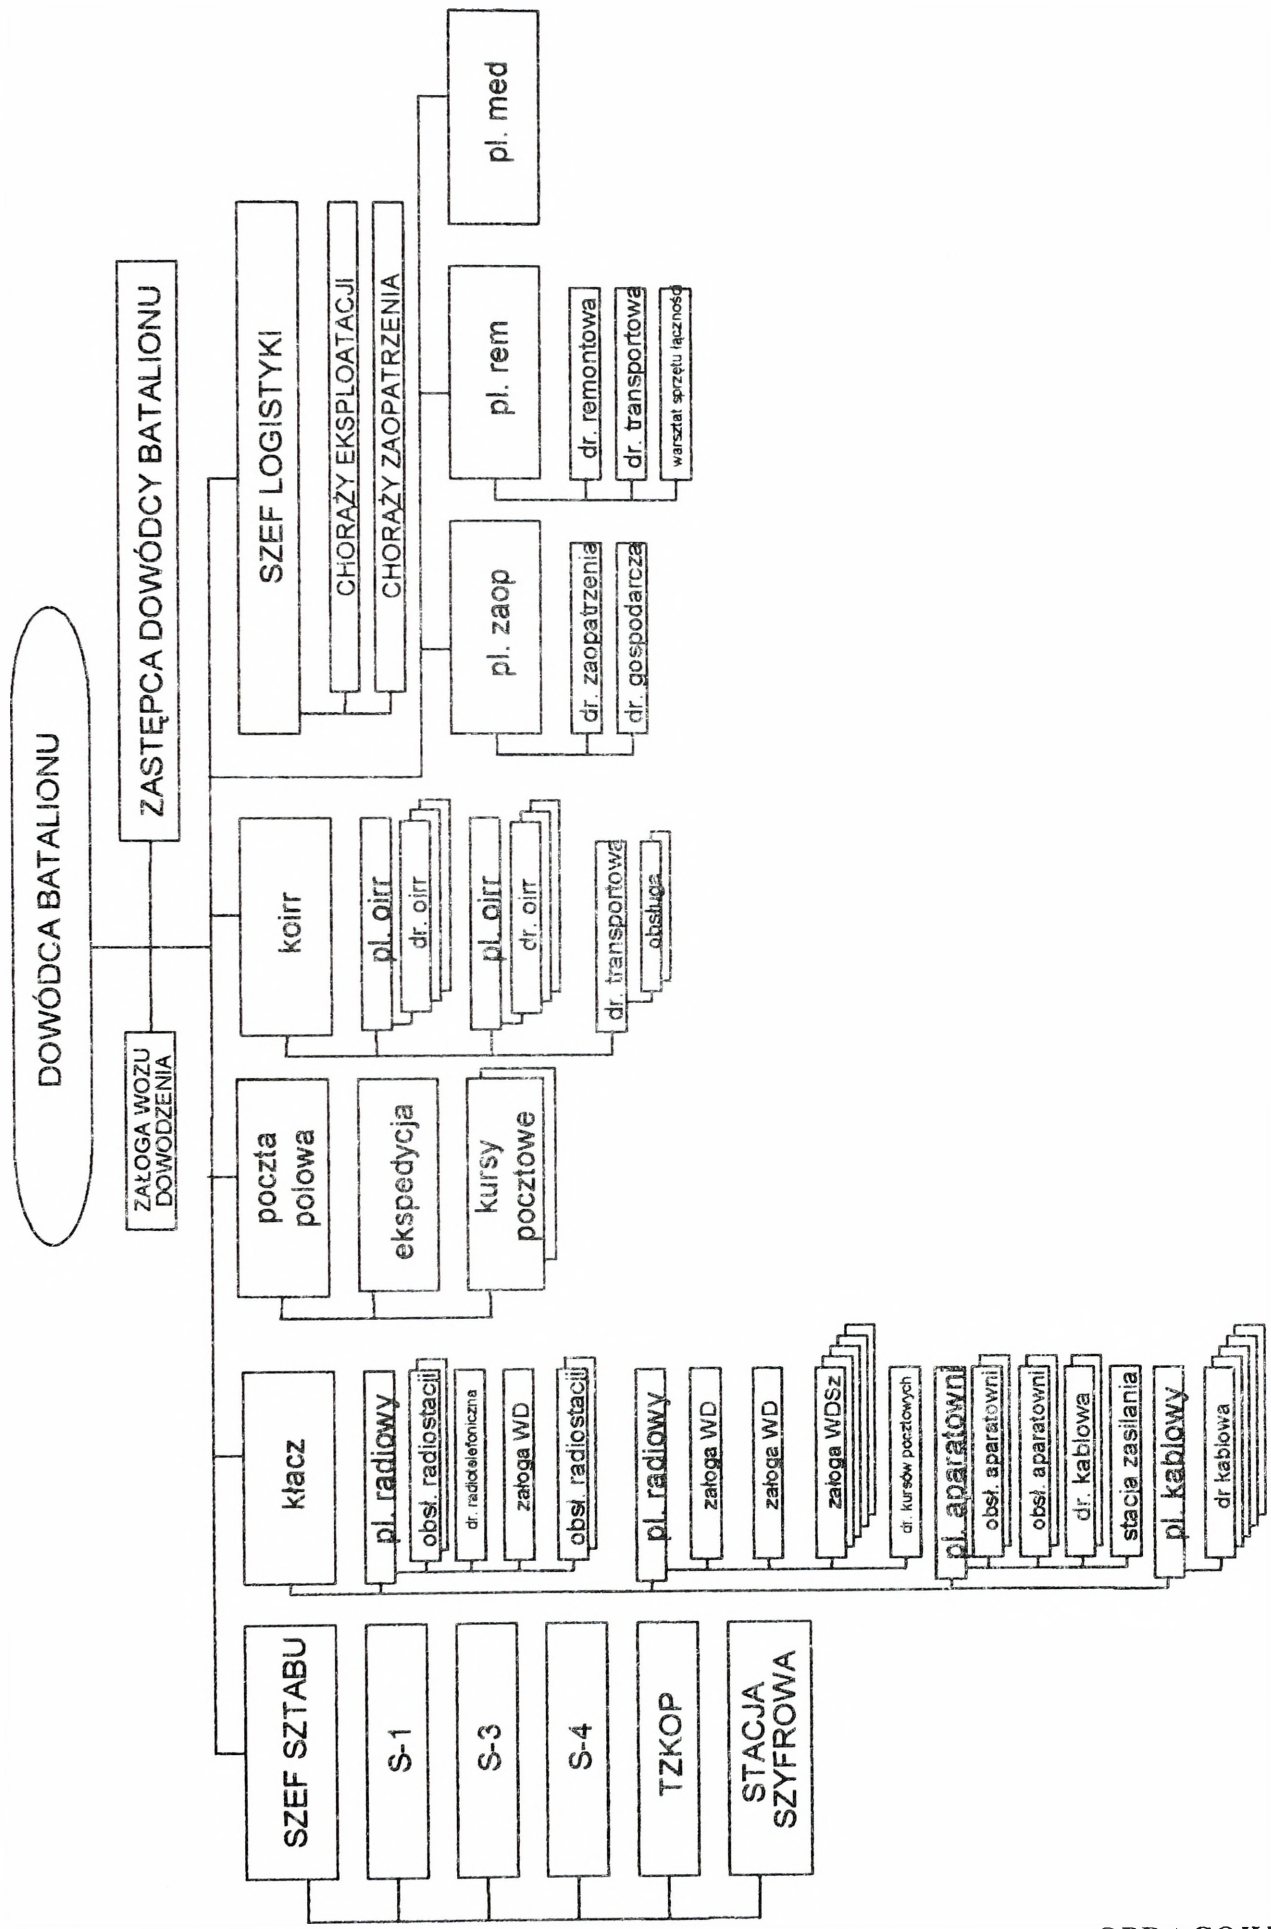 DOWÓDCA BATALIONU
ZAŁOGA WOZU
DOWODZENIA
ZASTĘPCA DOWÓDCY BATALIONU
SZEF SZTABU
S-1
S-3
S-4
TZKOP
STACJA
SZYFROWA
kłacz
pl. radiowy
obsł. radiostacji
dr. radiotelefoniczna
załoga WD
obsł. radiostacji
pl. radiowy
załoga WD
załoga WD
załoga WDSz
dr. kursów pocztowych
pl. aparatowni
obsł. aparatowni
obsł. aparatowni
dr. kablowa
stacja zasilania
pl. kablowy
dr kablowa
poczta
polowa
ekspedycja
kursy
pocztowe
koirr
pl. oirr
dr. oirr
pl. oirr
dr. oirr
dr. transportowa
obsługa
SZEF LOGISTYKI
CHORĄŻY EKSPLOATACJI
CHORĄŻY ZAOPATRZENIA
pl. zaop
dr. zaopatrzenia
dr. gospodarcza
pl. rem
dr. remontowa
dr. transportowa
warsztat sprzętu łączności
pl. med